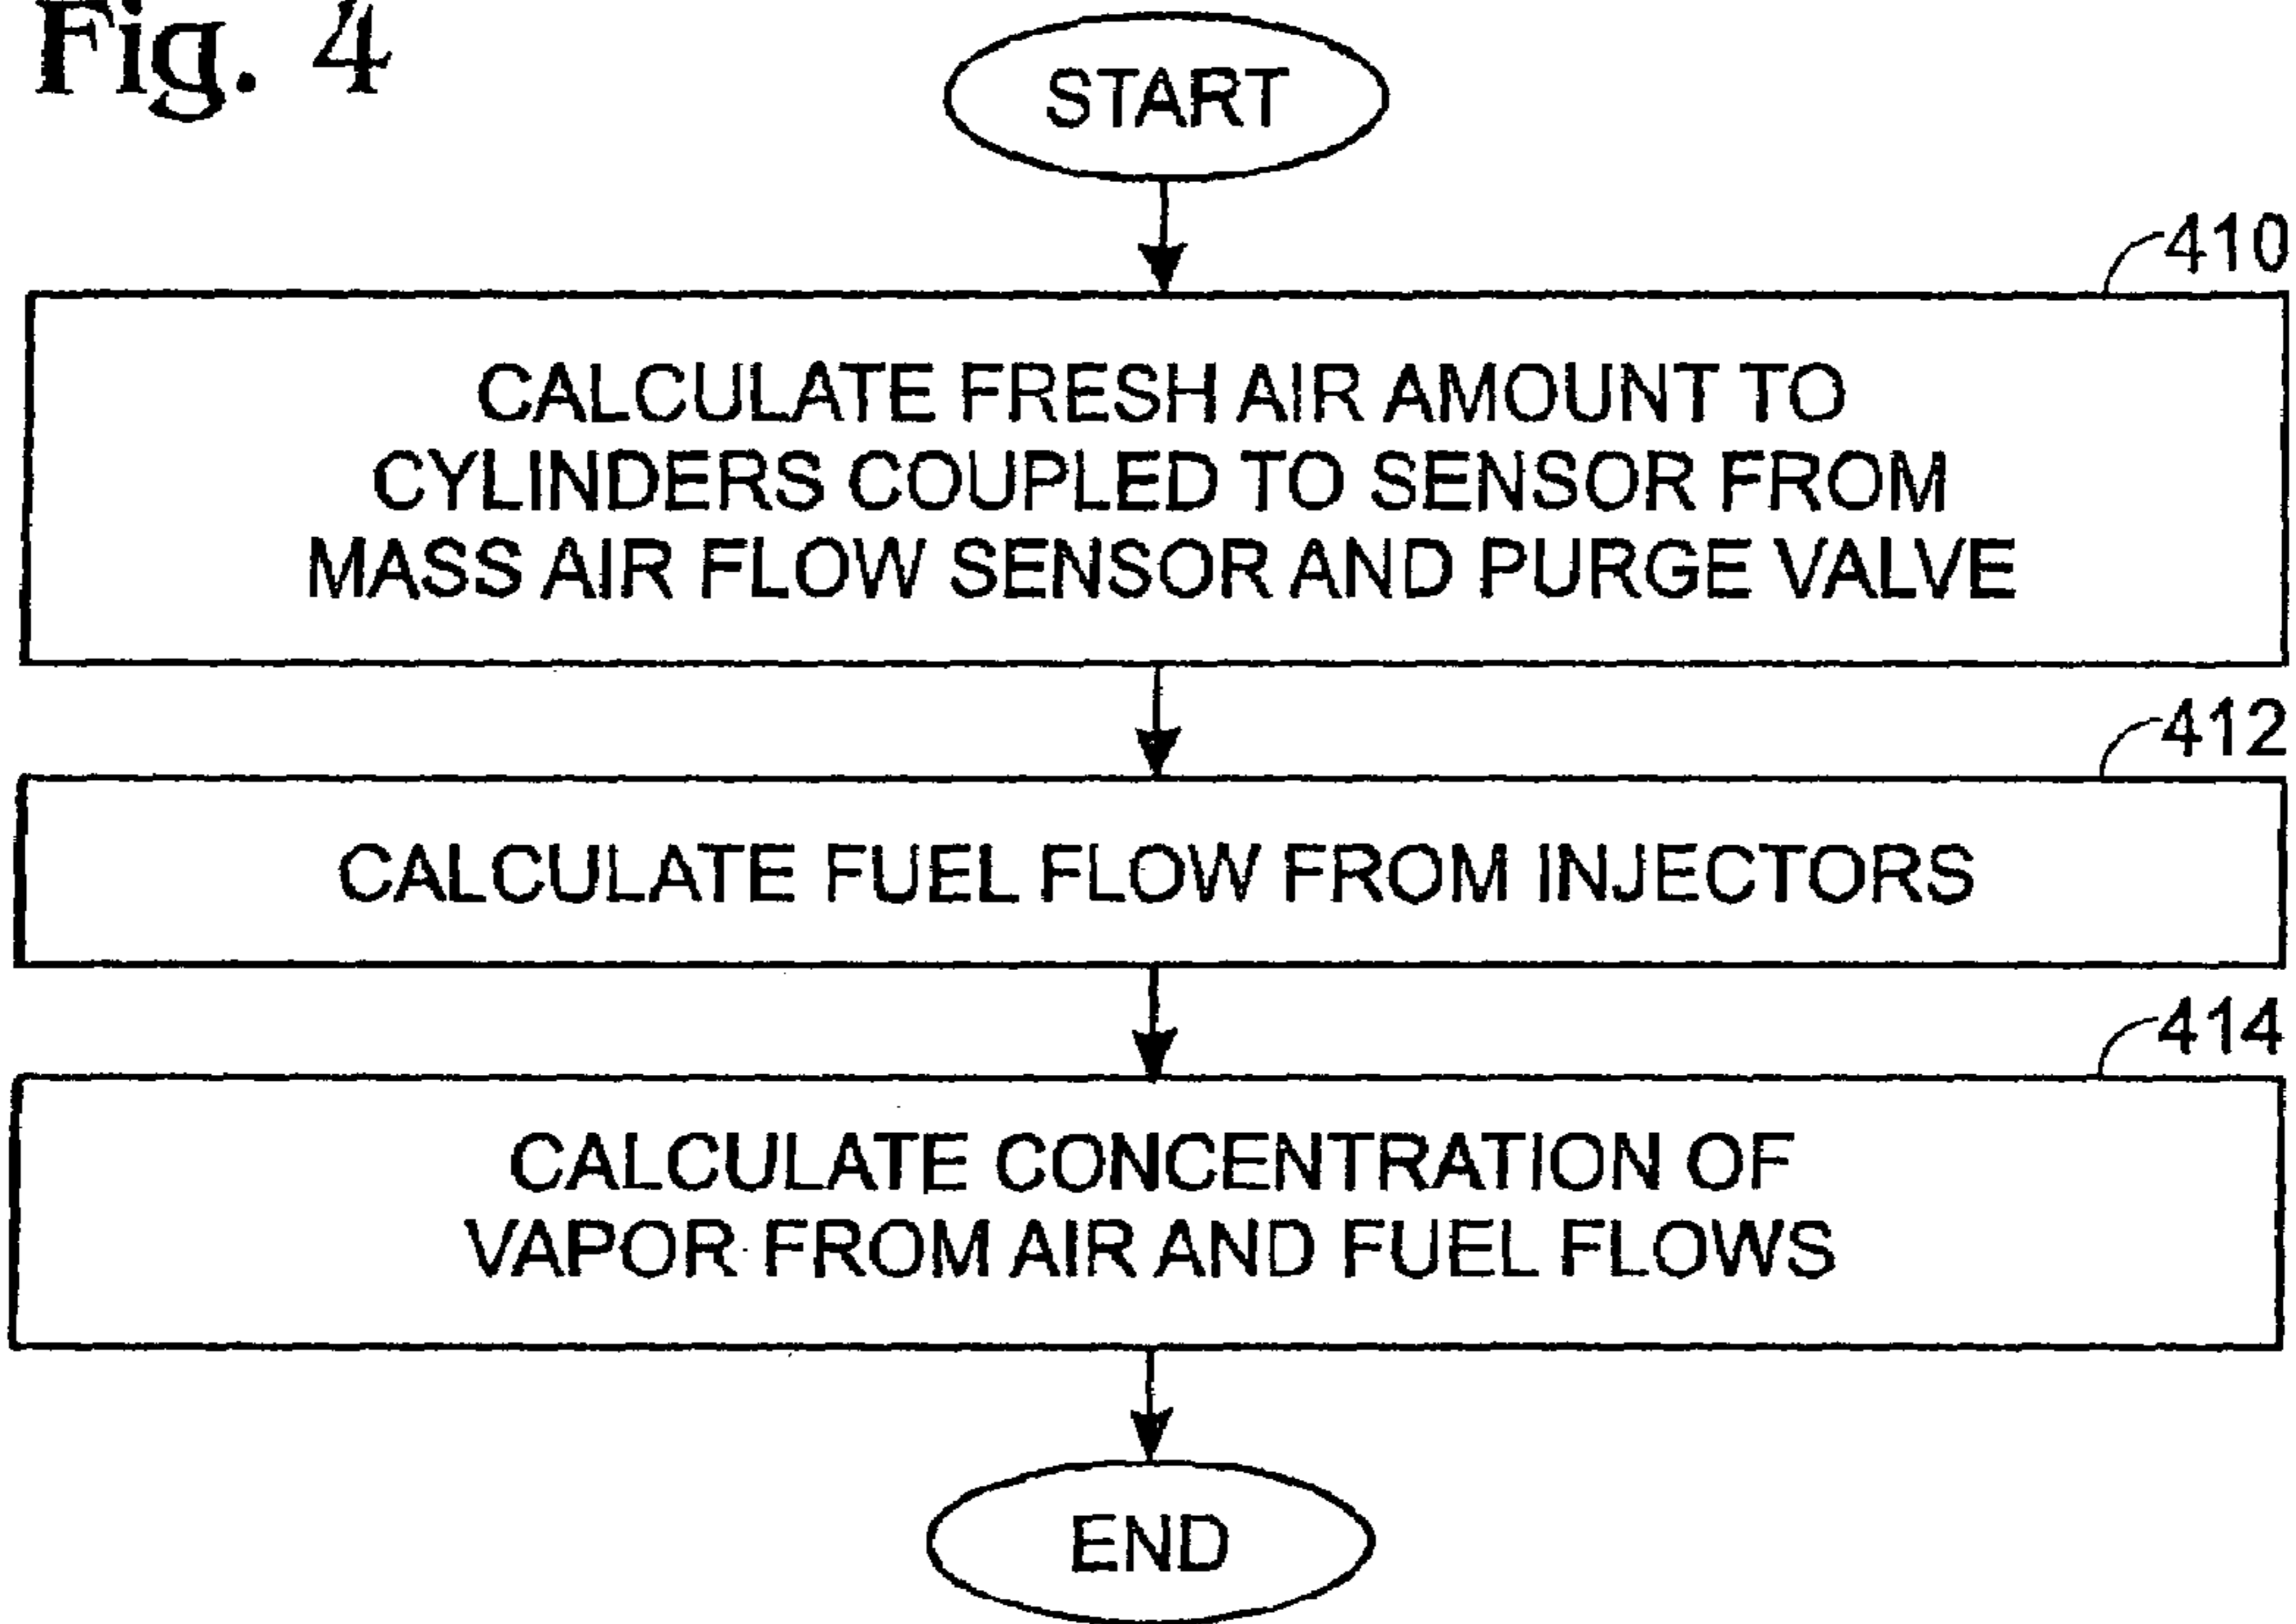 Fig. 4
START
410
CALCULATE FRESH AIR AMOUNT TO
CYLINDERS COUPLED TO SENSOR FROM
MASS AIR FLOW SENSOR AND PURGE VALVE
412
CALCULATE FUEL FLOW FROM INJECTORS
414
CALCULATE CONCENTRATION OF
VAPOR FROM AIR AND FUEL FLOWS
END